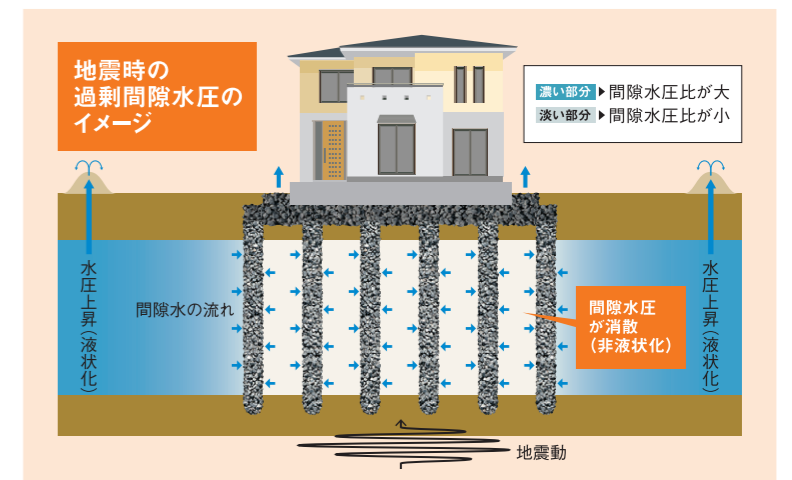 地震時の
過剰間隙水圧の
イメージ
濃い部分▶間隙水圧比が大
淡い部分▶間隙水圧比が小
水圧上昇（液状化）
間隙水の流れ
間隙水圧
が消散
（非液状化）
水圧上昇（液状化）
地震動